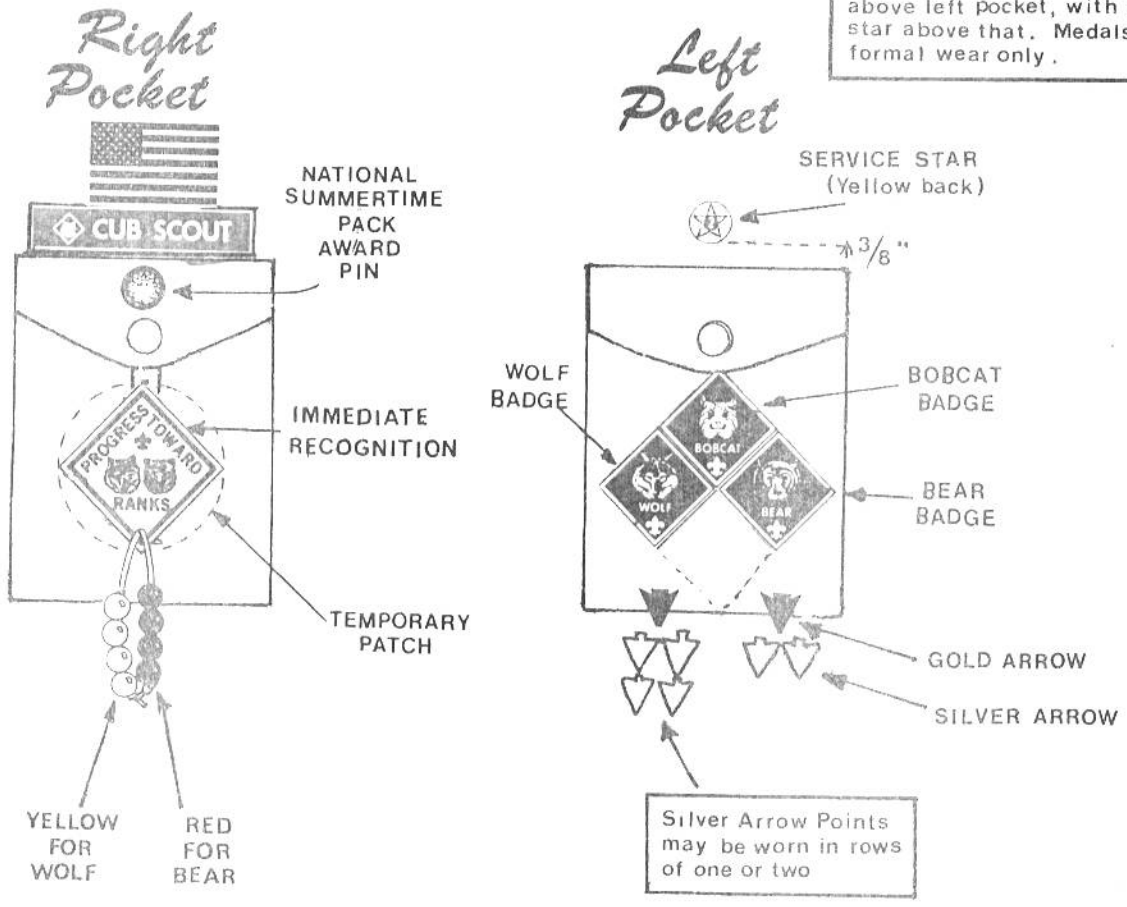 Right
Pocket
CUB SCOUT
NATIONAL
SUMMERTIME
PACK
AWARD
PIN
IMMEDIATE
RECOGNITION
PROGRESS TOWARD
RANKS
TEMPORARY
PATCH
YELLOW
FOR
WOLF
RED
FOR
BEAR
above left pocket, with
star above that. Medals
formal wear only.
Left
Pocket
SERVICE STAR
(Yellow back)
3/8"
WOLF
BADGE
BOBCAT
BADGE
BOBCAT
WOLF
BEAR
BEAR
BADGE
GOLD ARROW
SILVER ARROW
Silver Arrow Points
may be worn in rows
of one or two